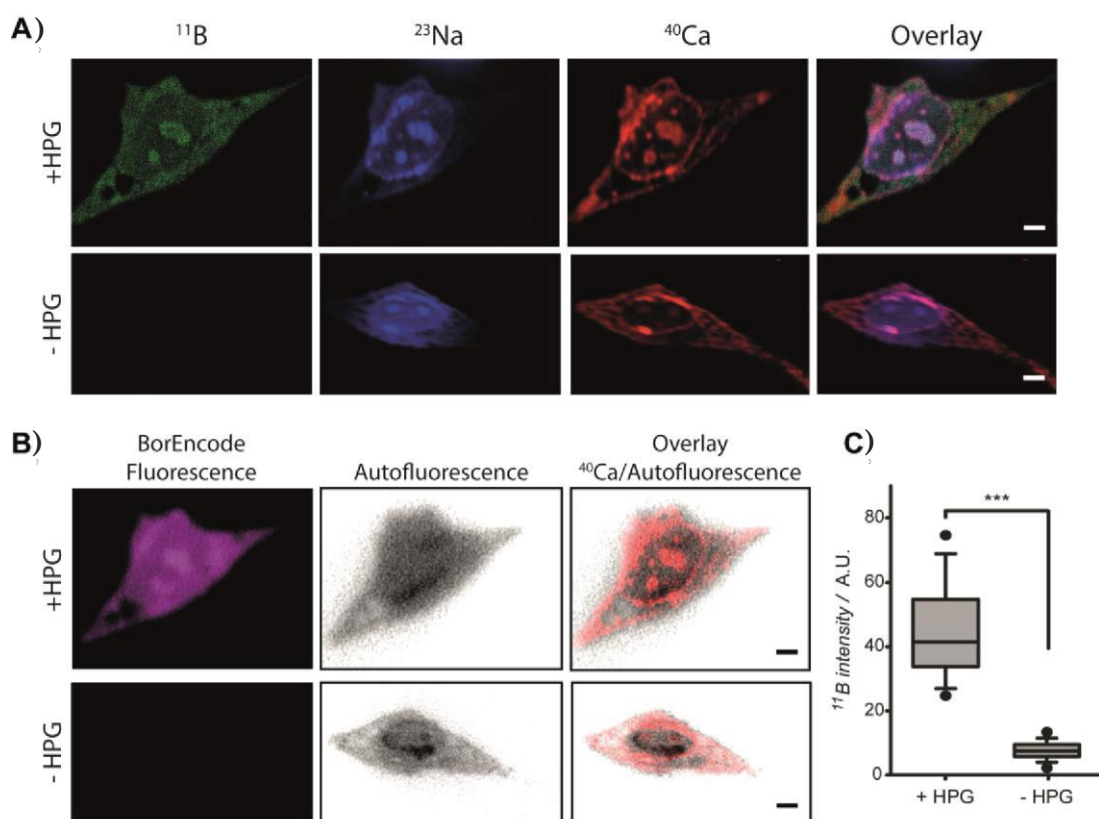 A)
¹¹B ²³Na ⁴⁰Ca Overlay
+HPG
- HPG
B)
BorEncode
Fluorescence
Autofluorescence
Overlay
⁴⁰Ca/Autofluorescence
+HPG
- HPG
C)
***
80
60
40
20
0
¹¹B intensity / A.U.
+ HPG - HPG